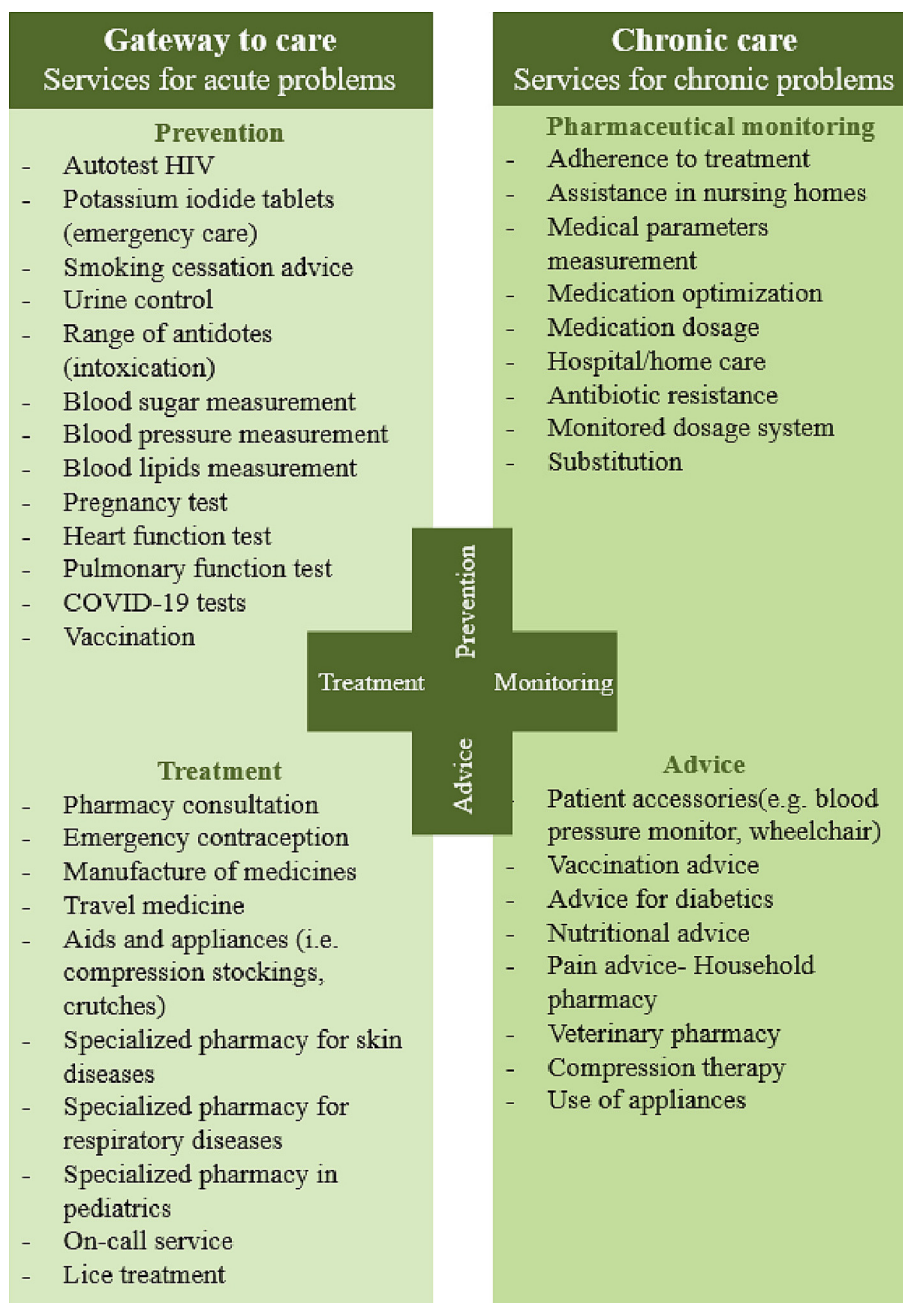 Gateway to care
Services for acute problems
Prevention
- Autotest HIV
- Potassium iodide tablets
(emergency care)
- Smoking cessation advice
- Urine control
- Range of antidotes
(intoxication)
- Blood sugar measurement
- Blood pressure measurement
- Blood lipids measurement
- Pregnancy test
- Heart function test
- Pulmonary function test
- COVID-19 tests
- Vaccination
Treatment
- Pharmacy consultation
- Emergency contraception
- Manufacture of medicines
- Travel medicine
- Aids and appliances (i.e.
compression stockings,
crutches)
- Specialized pharmacy for skin
diseases
- Specialized pharmacy for
respiratory diseases
- Specialized pharmacy in
pediatrics
- On-call service
- Lice treatment
Prevention
Treatment
Monitoring
Advice
Chronic care
Services for chronic problems
Pharmaceutical monitoring
- Adherence to treatment
- Assistance in nursing homes
- Medical parameters
measurement
- Medication optimization
- Medication dosage
- Hospital/home care
- Antibiotic resistance
- Monitored dosage system
- Substitution
Advice
- Patient accessories(e.g. blood
pressure monitor, wheelchair)
- Vaccination advice
- Advice for diabetics
- Nutritional advice
- Pain advice- Household
pharmacy
- Veterinary pharmacy
- Compression therapy
- Use of appliances